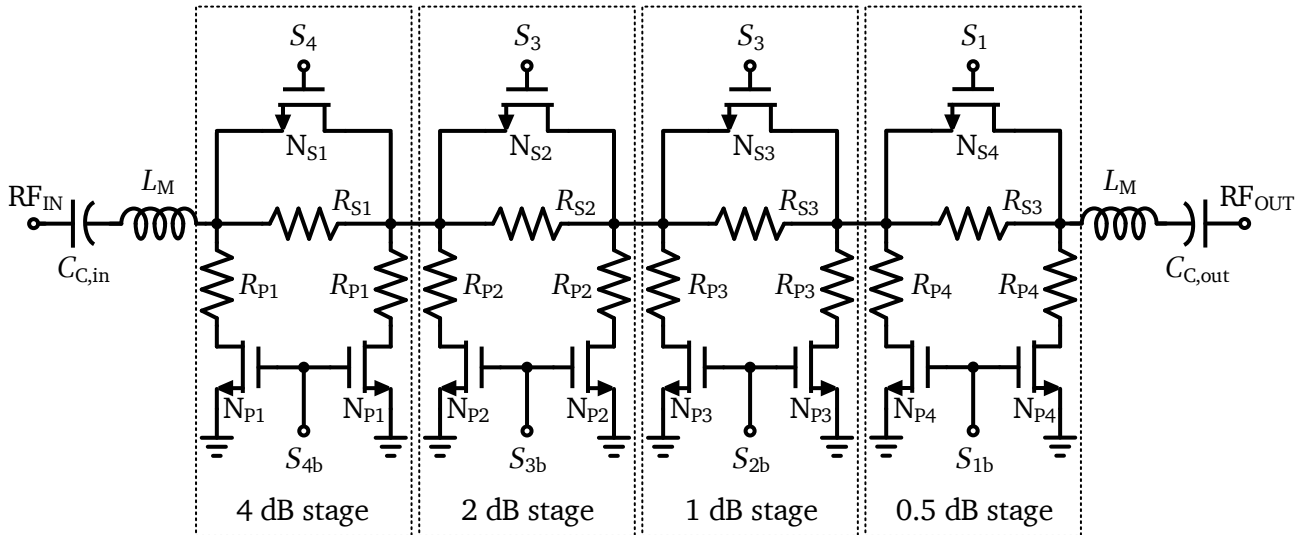 S4 S3 S3 S1
NS1 NS2 NS3 NS4
RFIN LM RS1 RS2 RS3 RS3 LM RFOUT
CC,in RP1 RP1 RP2 RP2 RP3 RP3 RP4 RP4 CC,out
NP1 NP1 NP2 NP2 NP3 NP3 NP4 NP4
S4b S3b S2b S1b
4 dB stage 2 dB stage 1 dB stage 0.5 dB stage